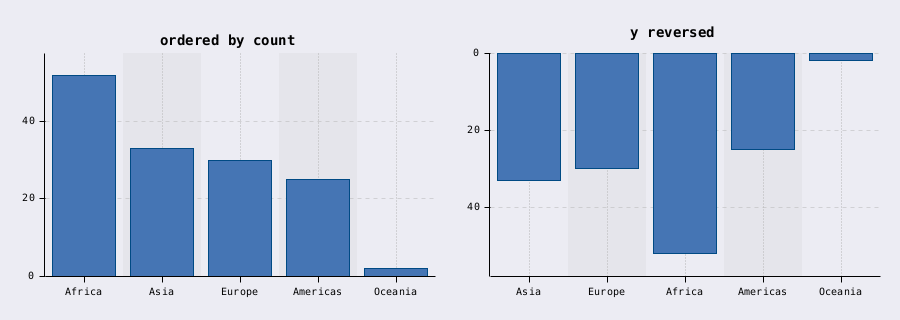 ordered by count
40
20
0
Africa Asia Europe Americas Oceania
y reversed
0
20
40
Asia Europe Africa Americas Oceania